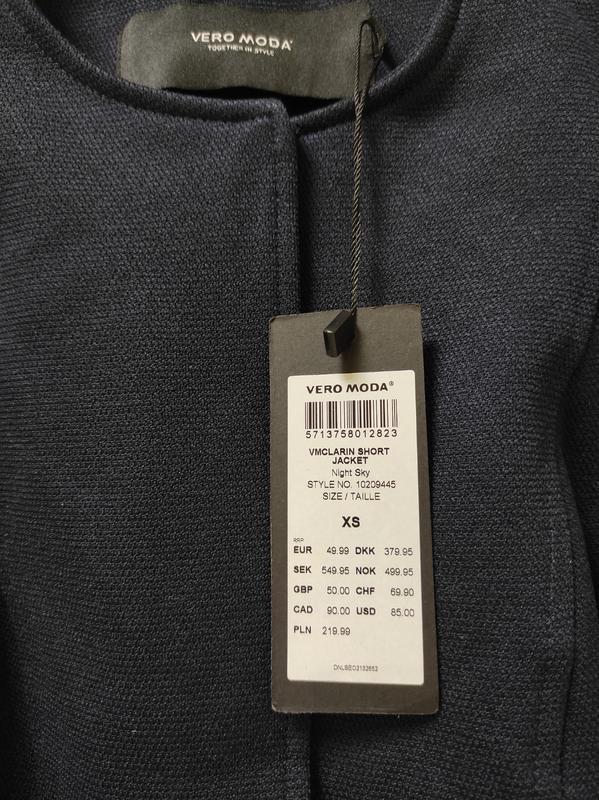 VERO MODA
TOGETHER IN STYLE
VERO MODA®
5713758012823
VMCLARIN SHORT
JACKET
Night Sky
STYLE NO. 10209445
SIZE / TAILLE
XS
RRP
EUR 49.99 DKK 379.95
SEK 549.95 NOK 499.95
GBP 50.00 CHF 69.90
CAD 90.00 USD 85.00
PLN 219.99
DNLSEO2132652